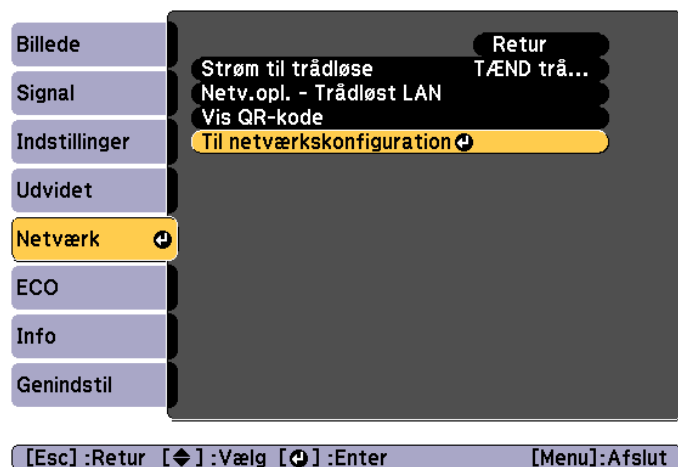 Billede
Signal
Indstillinger
Udvidet
Netværk
ECO
Info
Genindstil
Retur
Strøm til trådløse TÆND trå...
Netv.opl. - Trådløst LAN
Vis QR-kode
Til netværkskonfiguration
[Esc] :Retur [◆] :Vælg [⏎] :Enter [Menu]:Afslut